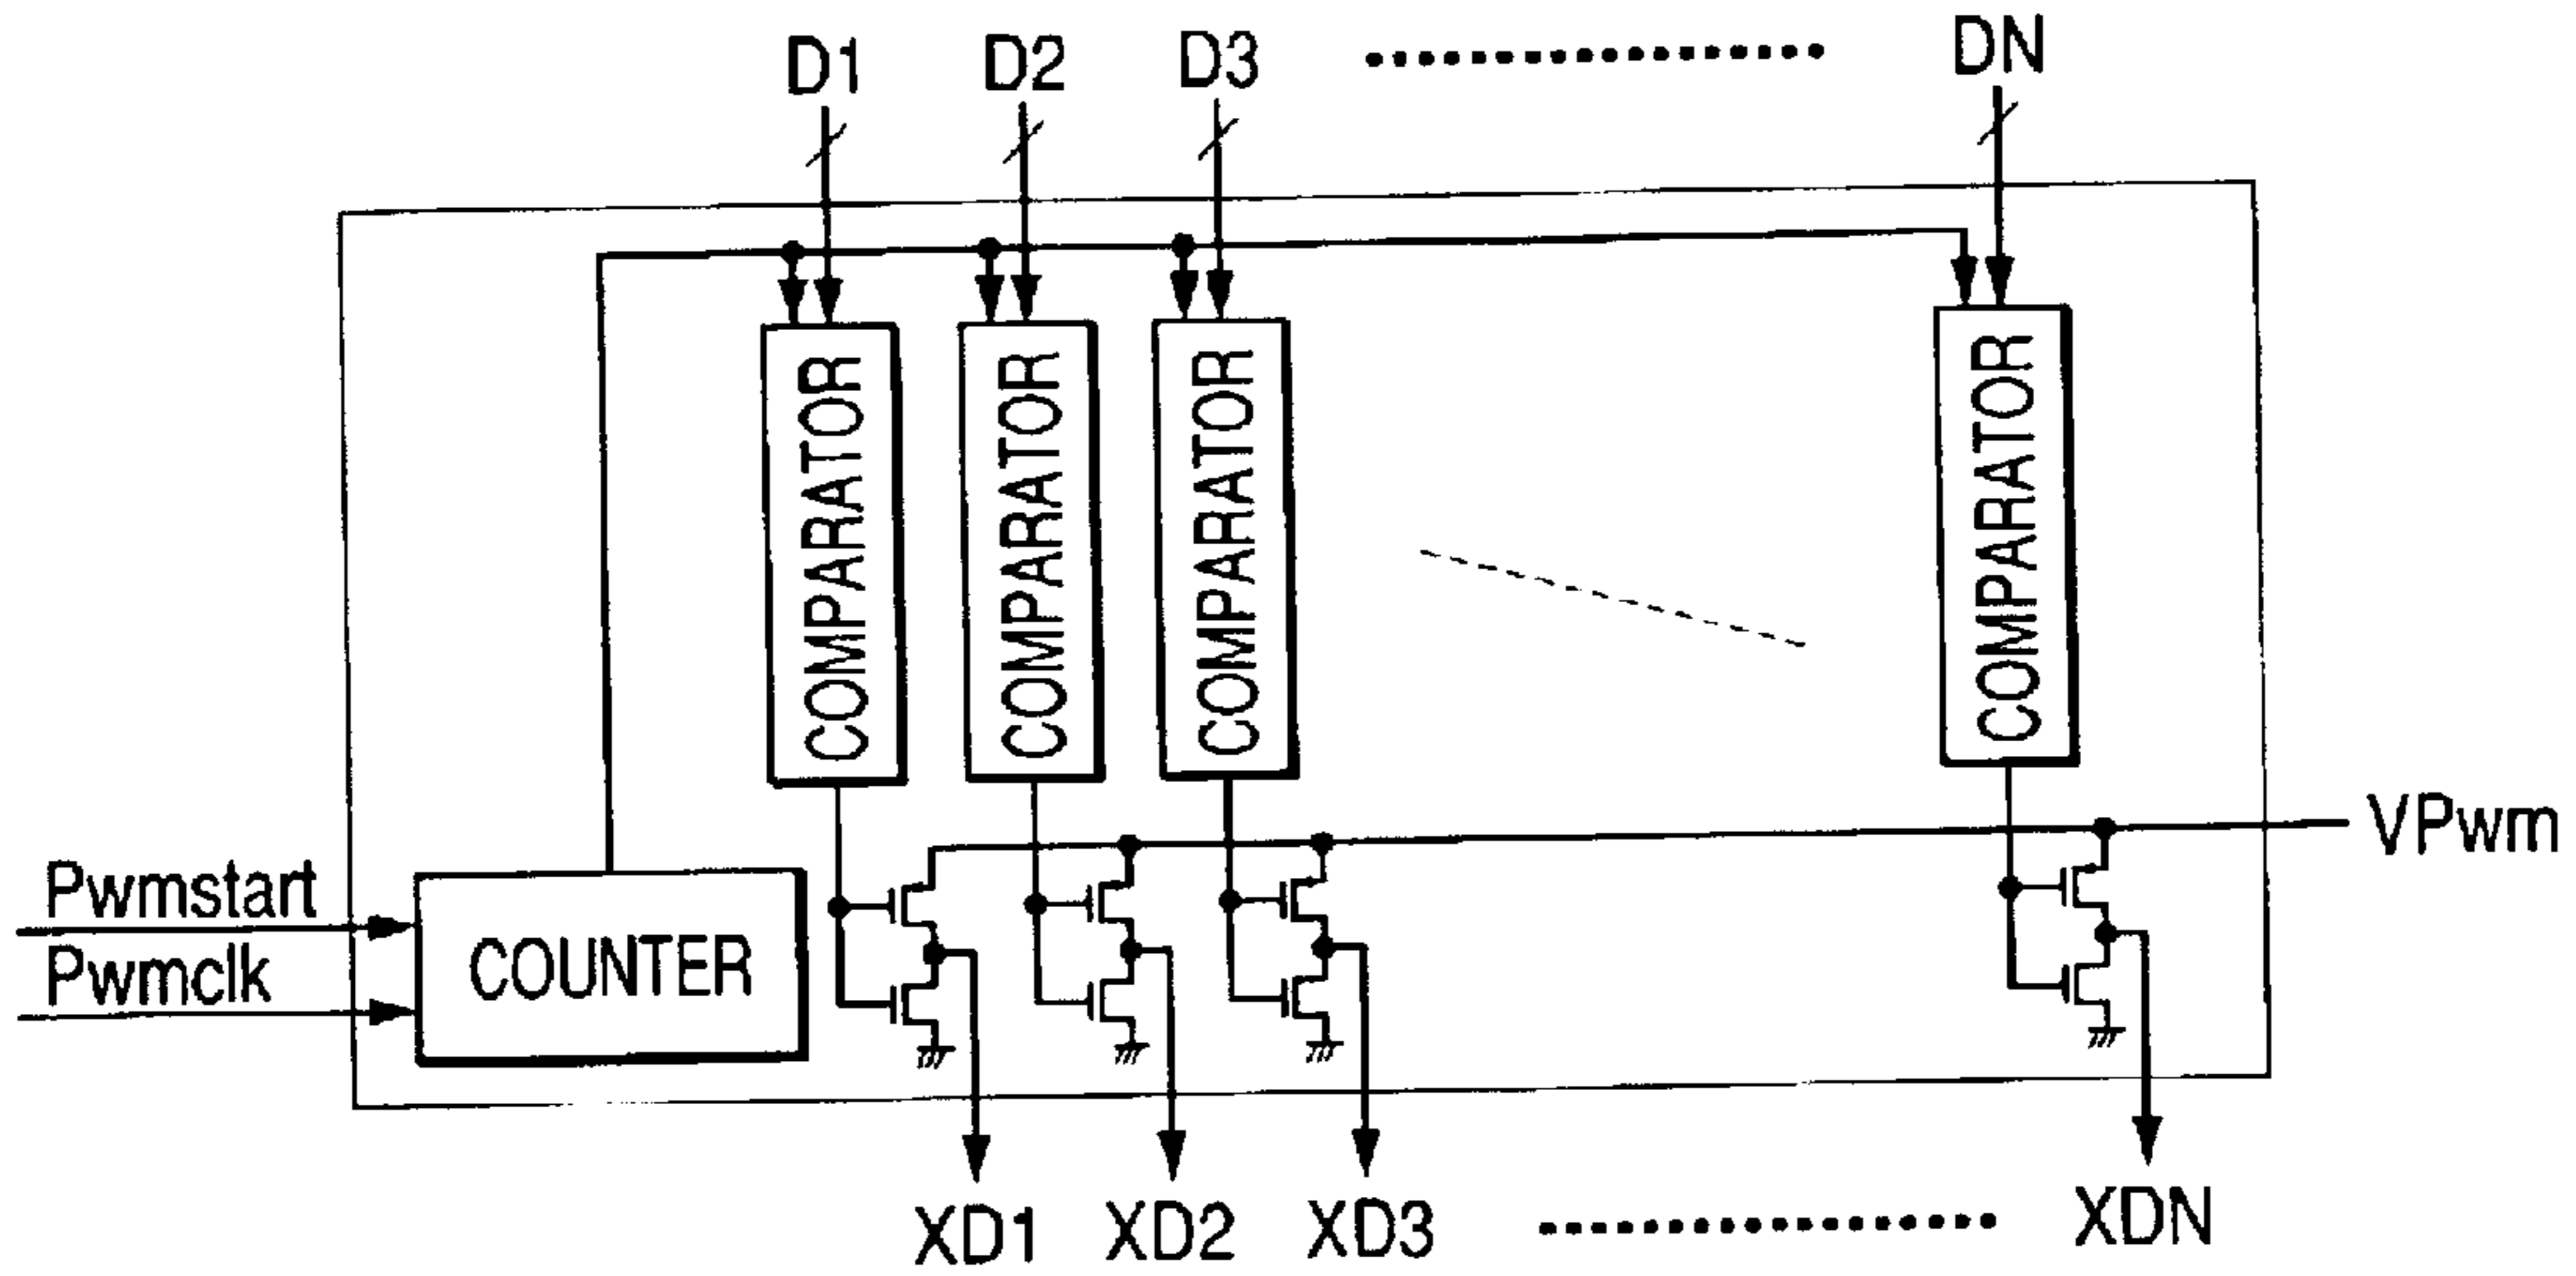 D1 D2 D3 DN
COMPARATOR COMPARATOR COMPARATOR COMPARATOR
VPwm
Pwmstart
Pwmclk
COUNTER
XD1 XD2 XD3 XDN